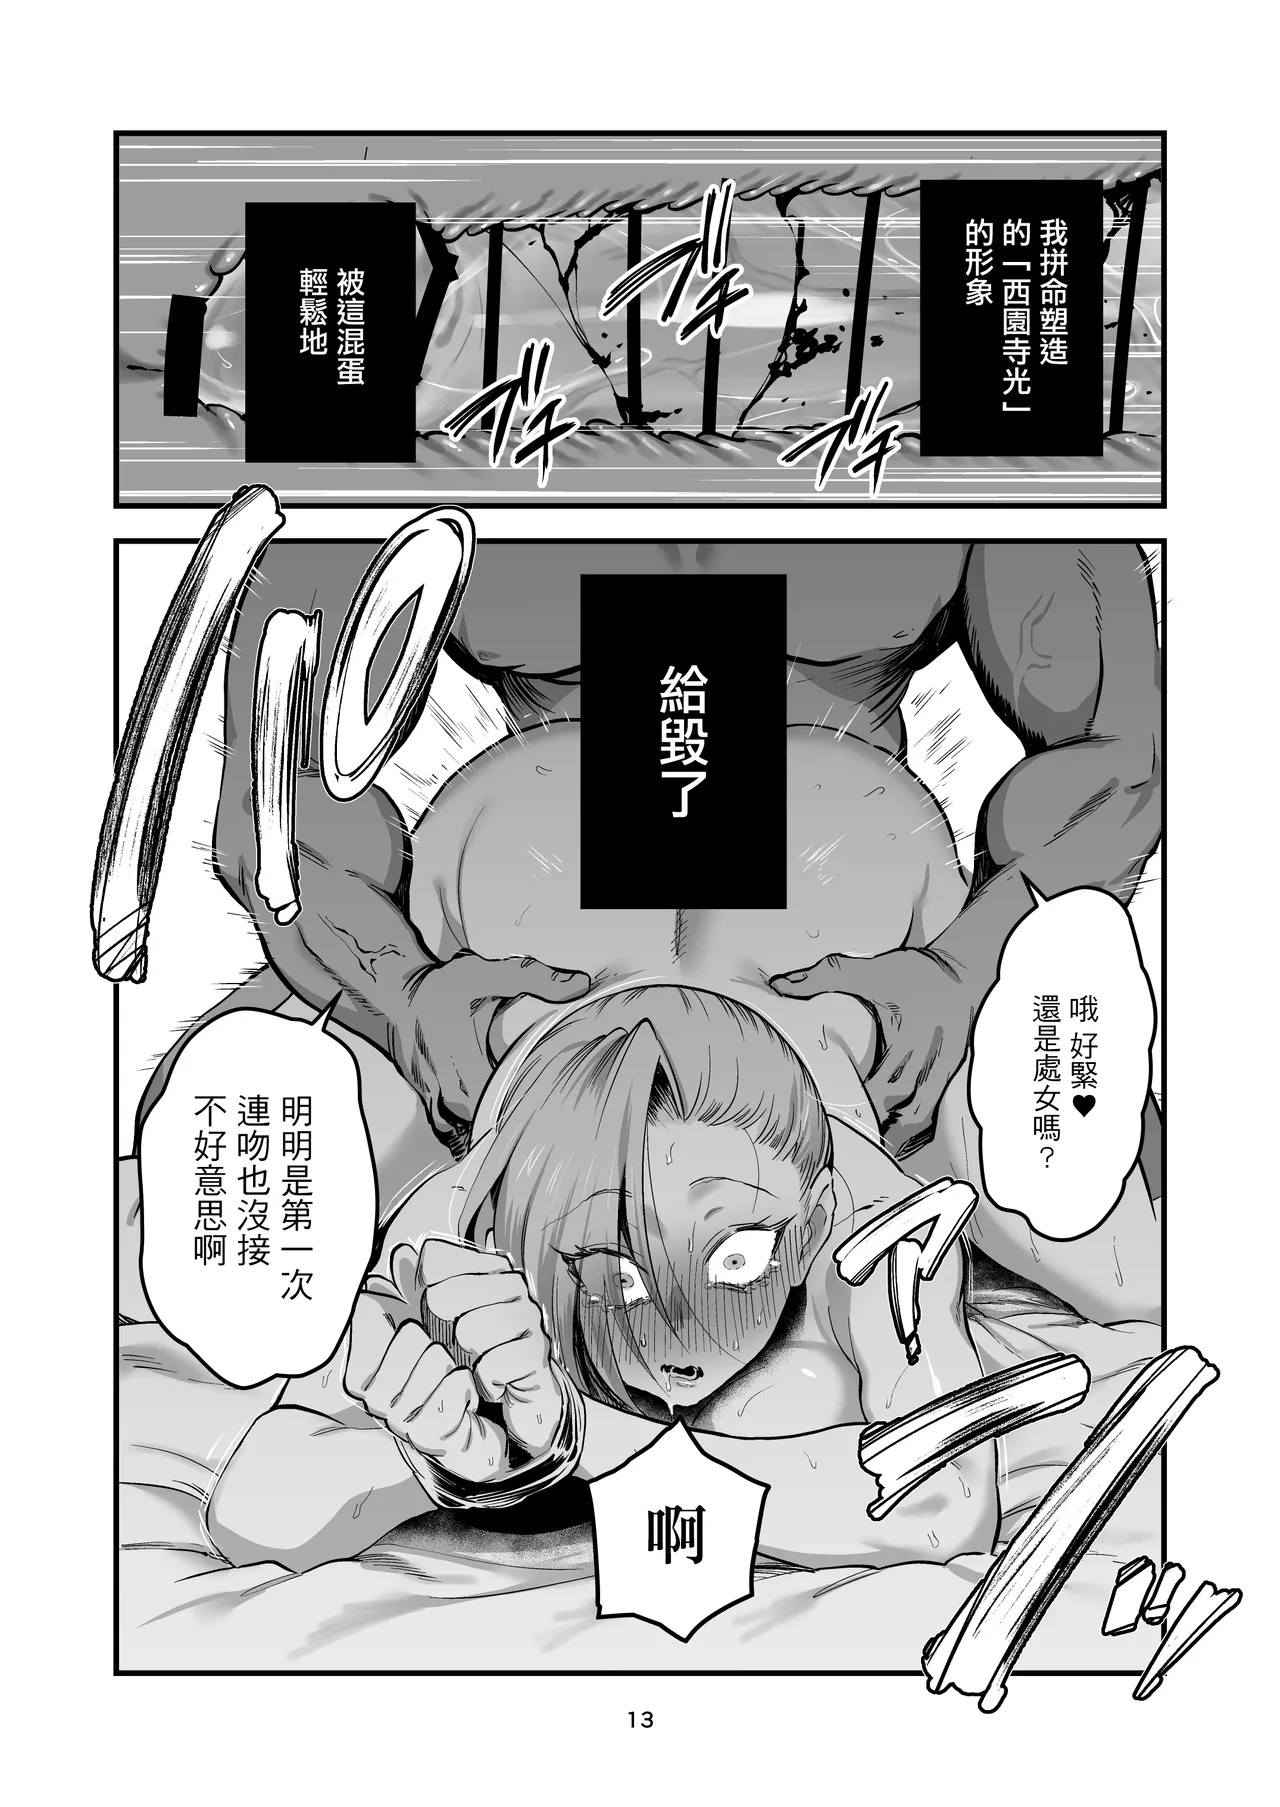 我拼命塑造
的「西園寺光」
的形象
ブチ
ブチ
ブチ
被這混蛋
輕鬆地
給毀了
哦 好緊♥
還是處女嗎？
明明是第一次
連吻也沒接
不好意思啊
啊
13